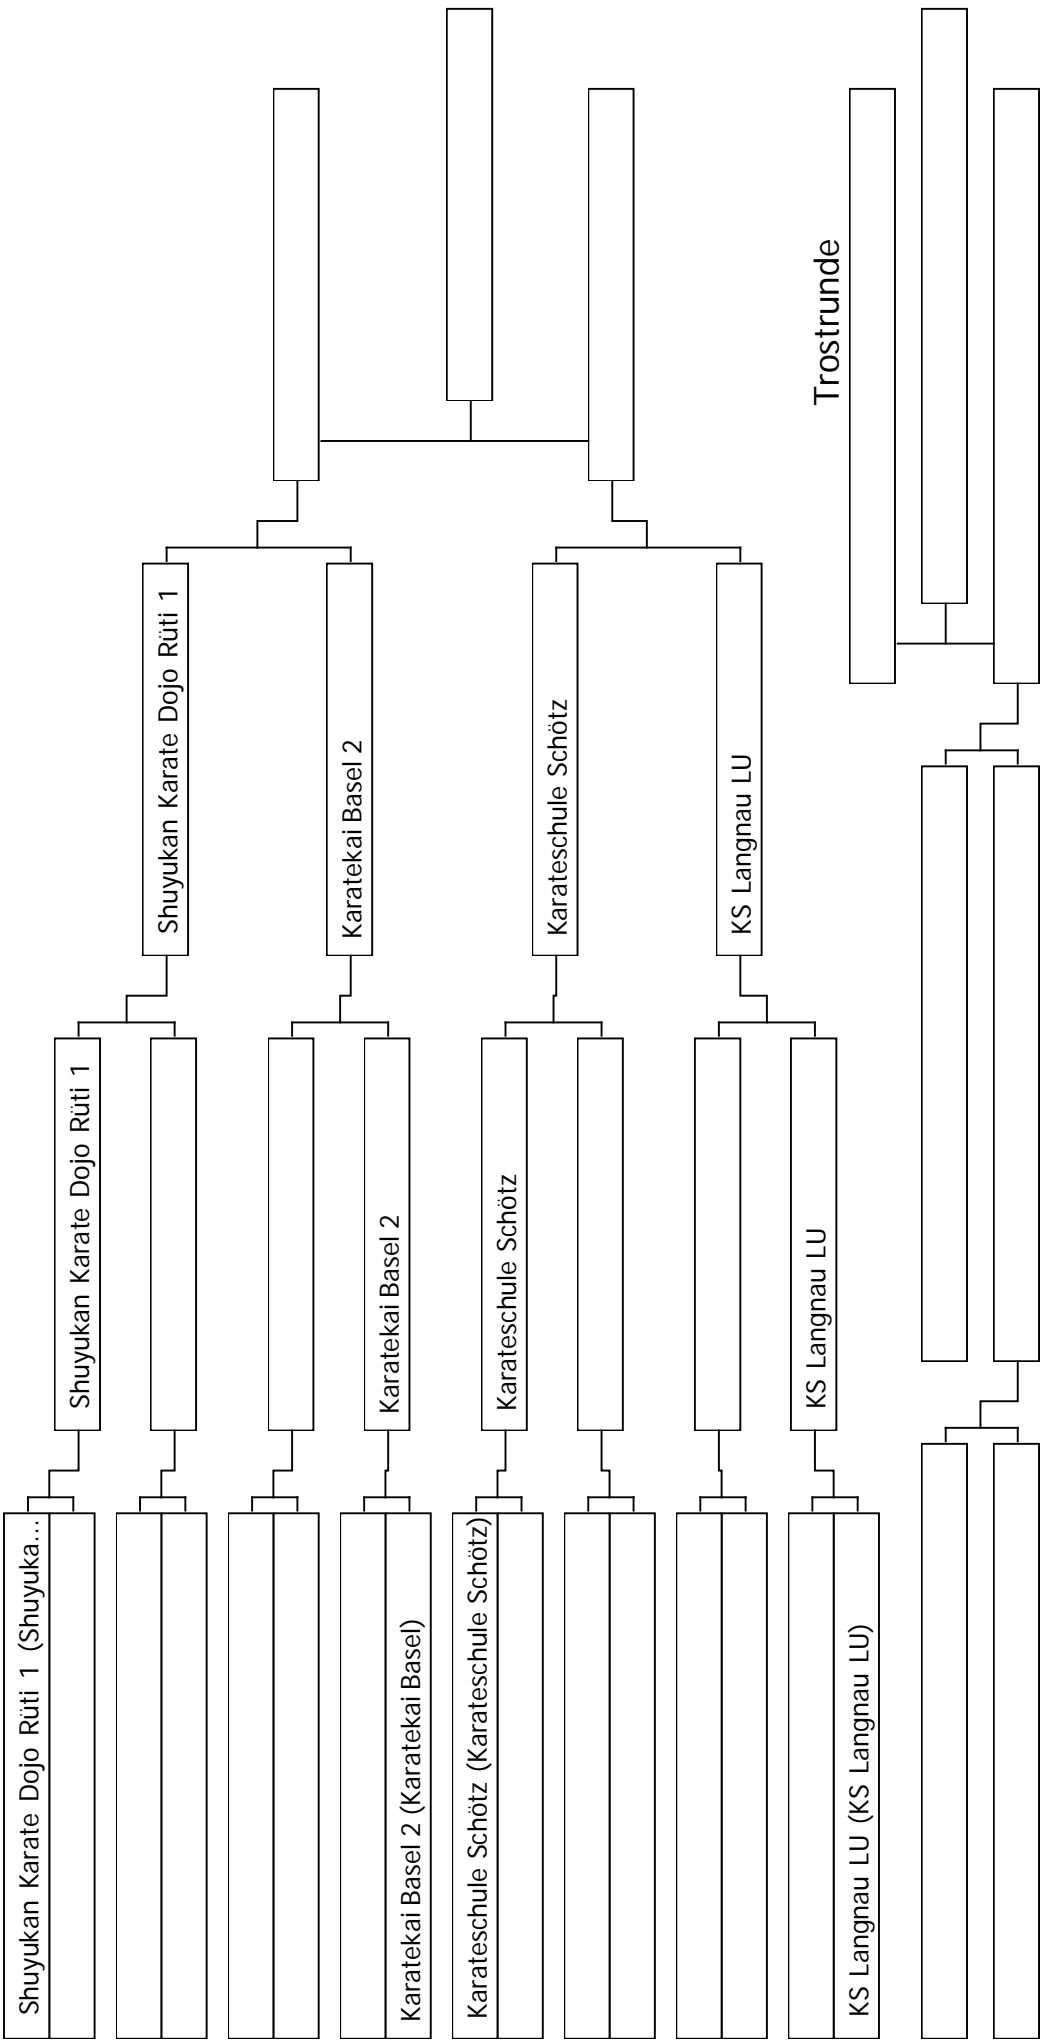 Shuyukan Karate Dojo Rüti 1 (Shuyuka...
Karatekai Basel 2 (Karatekai Basel)
Karateschule Schötz (Karateschule Schötz)
KS Langnau LU (KS Langnau LU)
Shuyukan Karate Dojo Rüti 1
Karatekai Basel 2
Karateschule Schötz
KS Langnau LU
Shuyukan Karate Dojo Rüti 1
Karatekai Basel 2
Karateschule Schötz
KS Langnau LU
Trostrunde